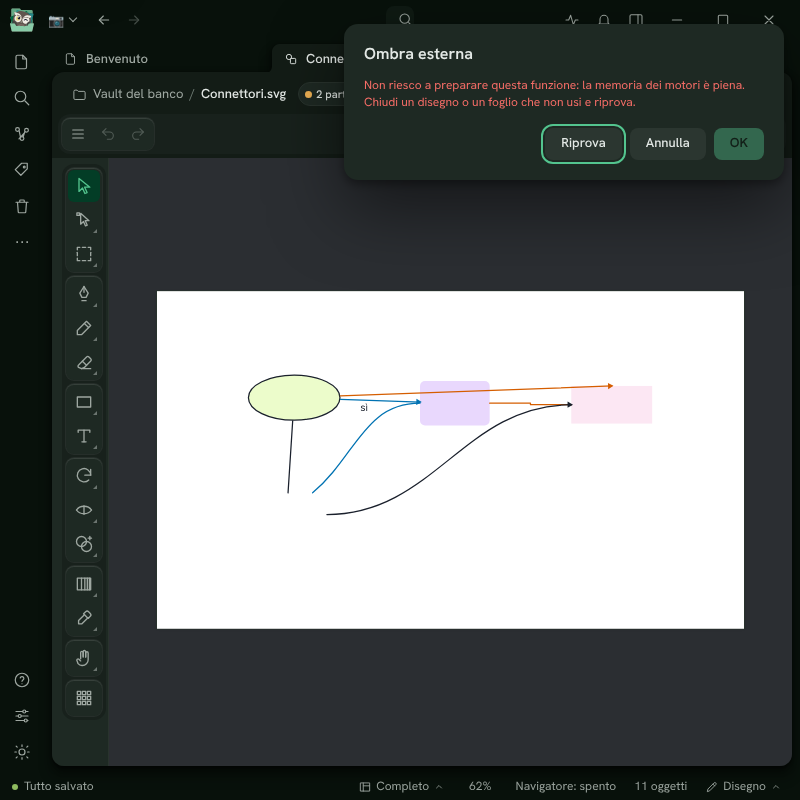 Benvenuto
Conne
Vault del banco / Connettori.svg
2 part
Ombra esterna
Non riesco a preparare questa funzione: la memoria dei motori è piena.
Chiudi un disegno o un foglio che non usi e riprova.
Riprova
Annulla
OK
sì
Tutto salvato
Completo
62%
Navigatore: spento
11 oggetti
Disegno